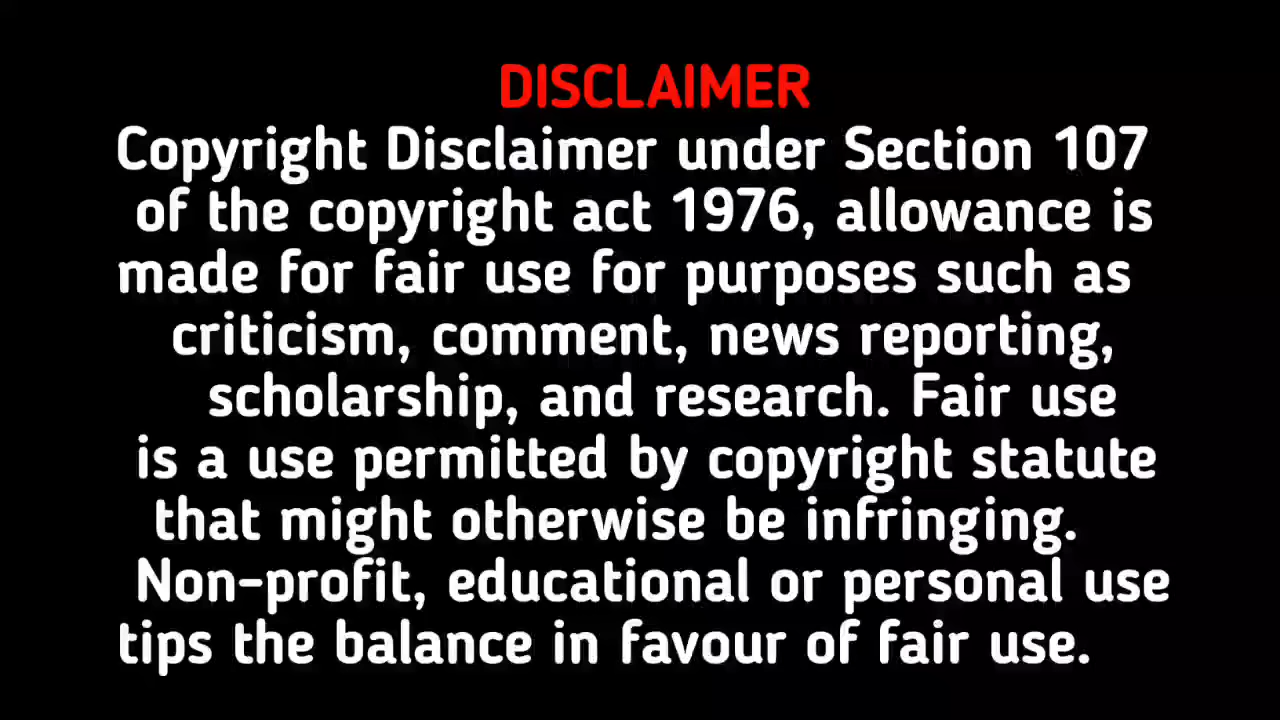 DISCLAIMER
Copyright Disclaimer under Section 107
of the copyright act 1976, allowance is
made for fair use for purposes such as
criticism, comment, news reporting,
scholarship, and research. Fair use
is a use permitted by copyright statute
that might otherwise be infringing.
Non-profit, educational or personal use
tips the balance in favour of fair use.